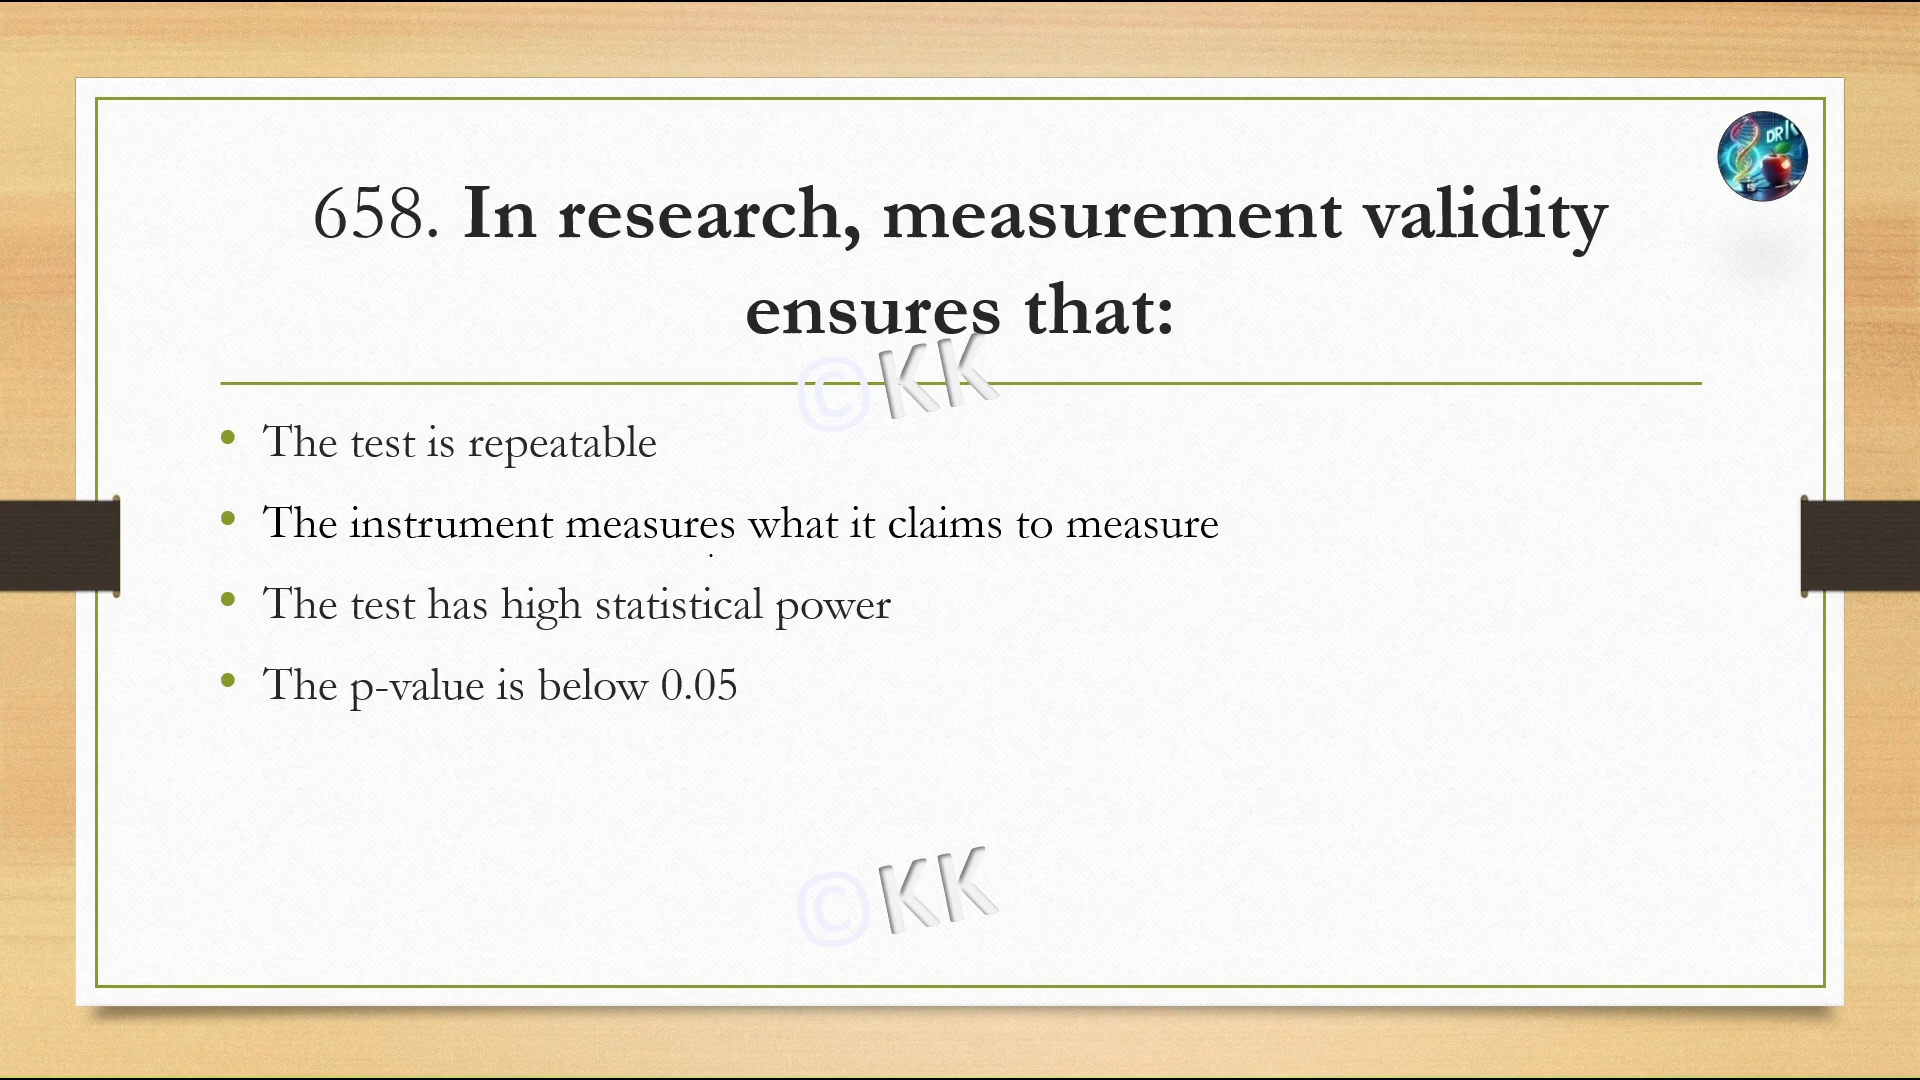 DR K
658. In research, measurement validity
ensures that:
©KK
• The test is repeatable
• The instrument measures what it claims to measure
• The test has high statistical power
• The p-value is below 0.05
©KK